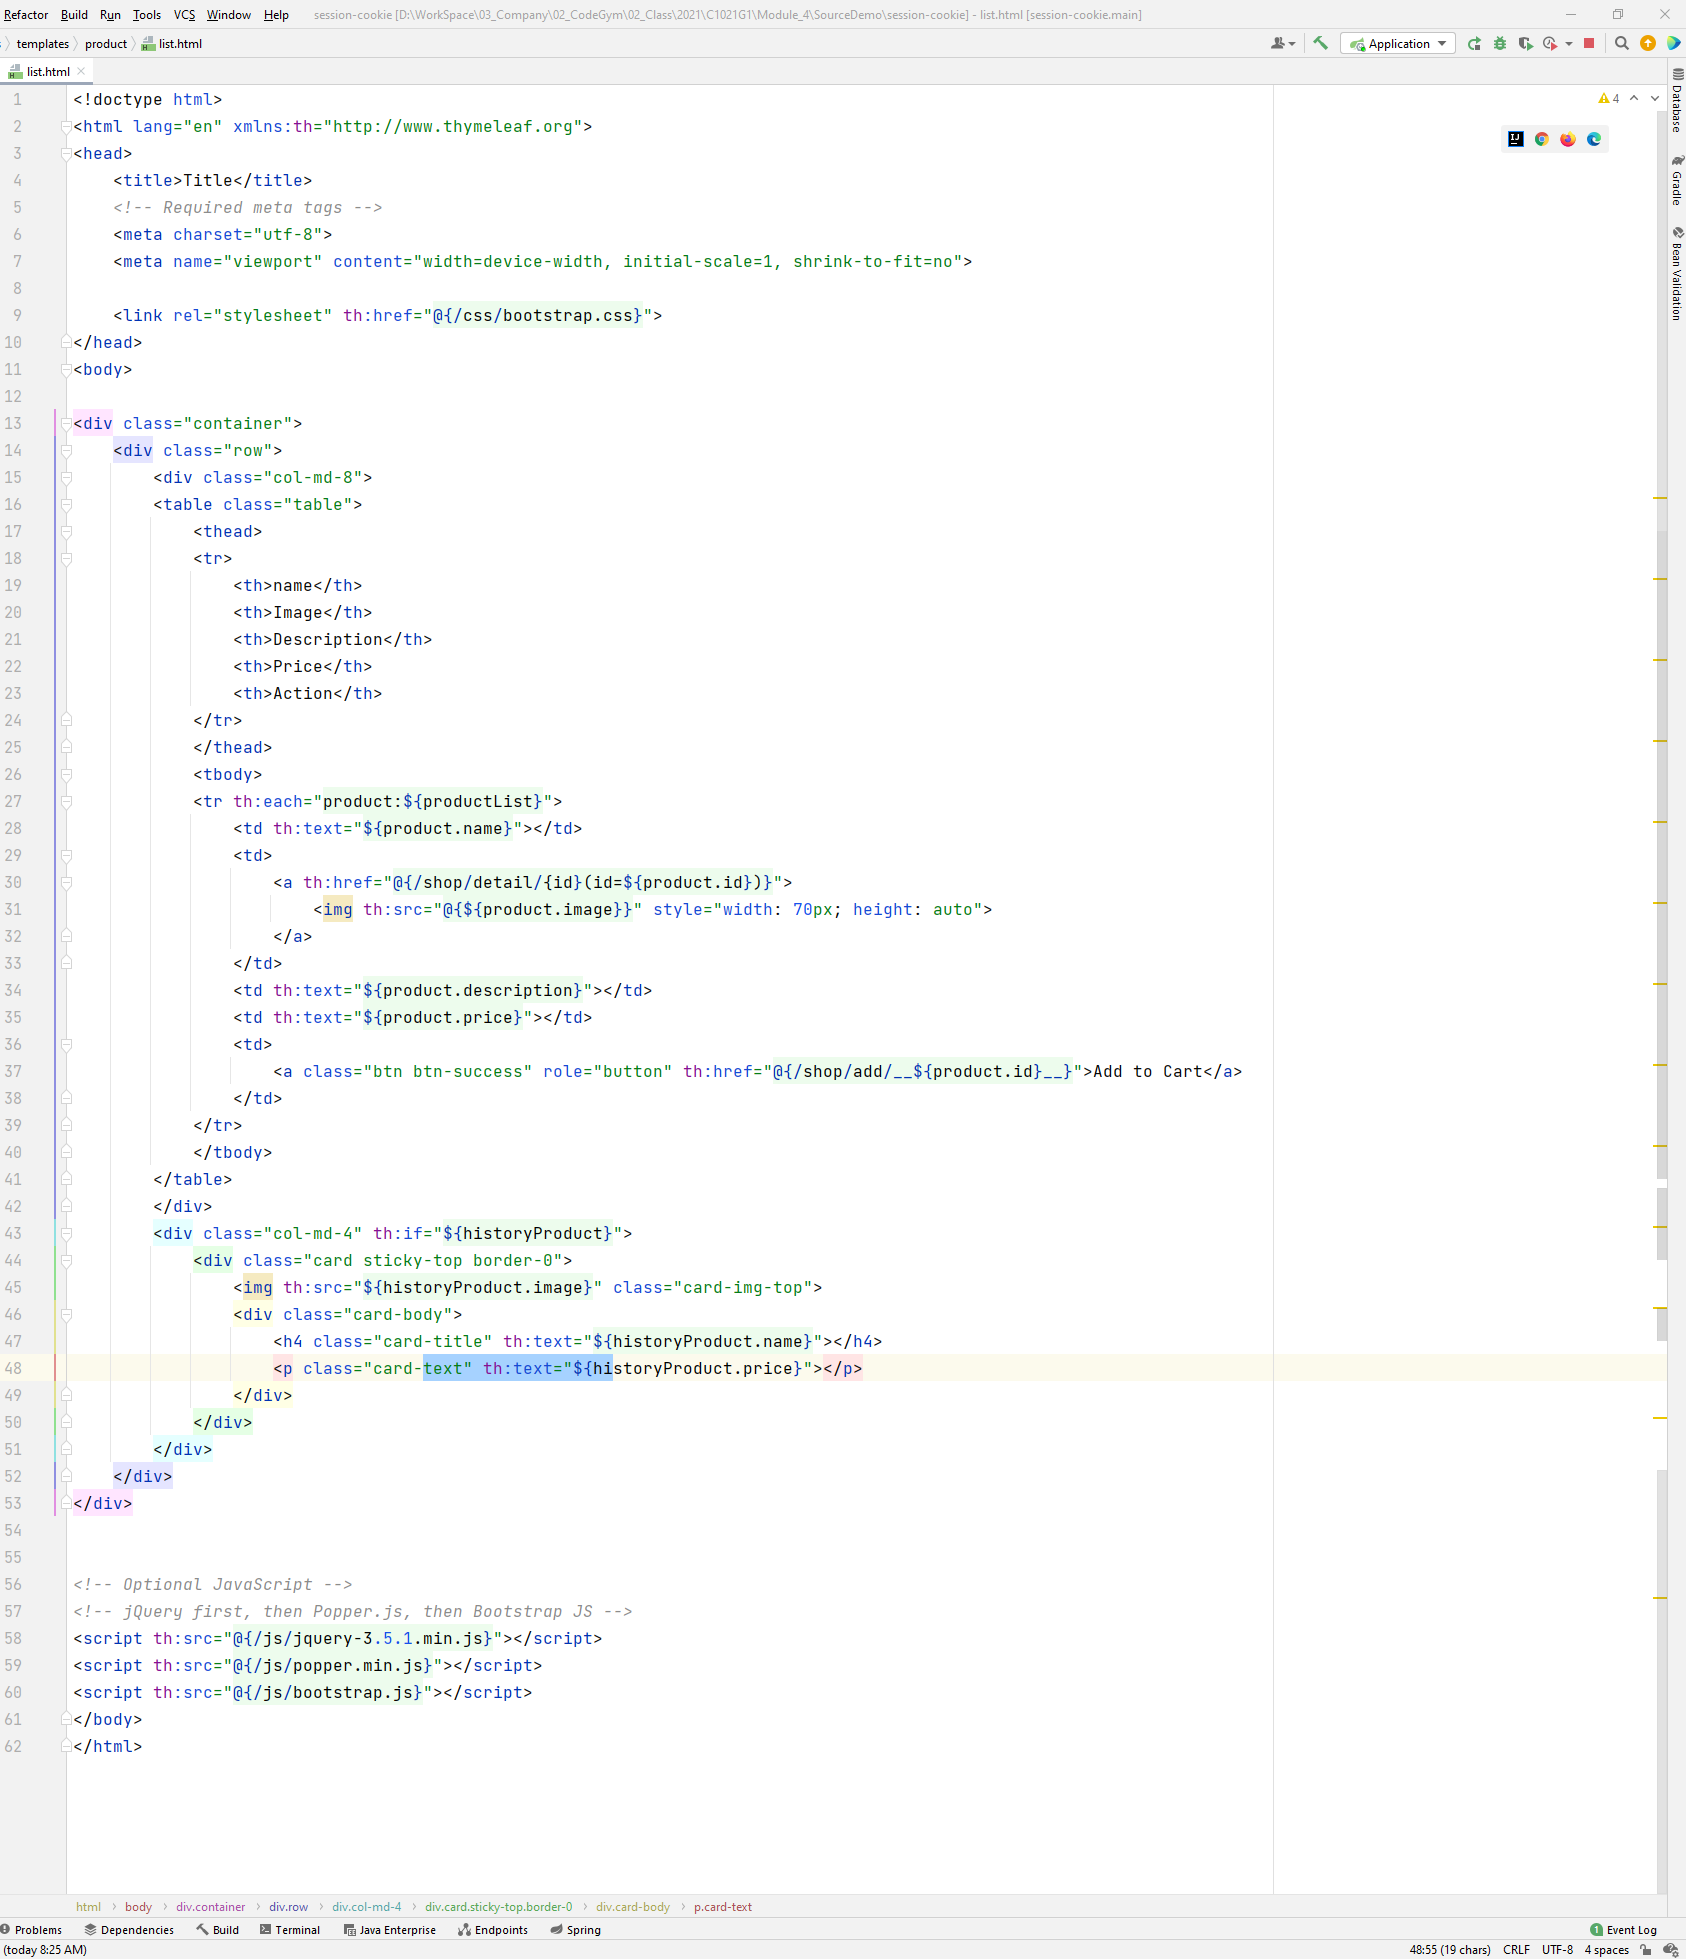 Refactor Build Run Tools VCS Window Help session-cookie [D:\WorkSpace\03_Company\02_CodeGym\02_Class\2021\C1021G1\Module_4\SourceDemo\session-cookie] - list.html [session-cookie.main]
templates product list.html Application
list.html
4
1 <!doctype html>
2 <html lang="en" xmlns:th="http://www.thymeleaf.org">
3 <head>
4     <title>Title</title>
5     <!-- Required meta tags -->
6     <meta charset="utf-8">
7     <meta name="viewport" content="width=device-width, initial-scale=1, shrink-to-fit=no">
8
9     <link rel="stylesheet" th:href="@{/css/bootstrap.css}">
10 </head>
11 <body>
12
13 <div class="container">
14     <div class="row">
15         <div class="col-md-8">
16         <table class="table">
17             <thead>
18             <tr>
19                 <th>name</th>
20                 <th>Image</th>
21                 <th>Description</th>
22                 <th>Price</th>
23                 <th>Action</th>
24             </tr>
25             </thead>
26             <tbody>
27             <tr th:each="product:${productList}">
28                 <td th:text="${product.name}"></td>
29                 <td>
30                     <a th:href="@{/shop/detail/{id}(id=${product.id})}">
31                         <img th:src="@{${product.image}}" style="width: 70px; height: auto">
32                     </a>
33                 </td>
34                 <td th:text="${product.description}"></td>
35                 <td th:text="${product.price}"></td>
36                 <td>
37                     <a class="btn btn-success" role="button" th:href="@{/shop/add/__${product.id}__}">Add to Cart</a>
38                 </td>
39             </tr>
40             </tbody>
41         </table>
42         </div>
43         <div class="col-md-4" th:if="${historyProduct}">
44             <div class="card sticky-top border-0">
45                 <img th:src="${historyProduct.image}" class="card-img-top">
46                 <div class="card-body">
47                     <h4 class="card-title" th:text="${historyProduct.name}"></h4>
48                     <p class="card-text" th:text="${historyProduct.price}"></p>
49                 </div>
50             </div>
51         </div>
52     </div>
53 </div>
54
55
56 <!-- Optional JavaScript -->
57 <!-- jQuery first, then Popper.js, then Bootstrap JS -->
58 <script th:src="@{/js/jquery-3.5.1.min.js}"></script>
59 <script th:src="@{/js/popper.min.js}"></script>
60 <script th:src="@{/js/bootstrap.js}"></script>
61 </body>
62 </html>
Database
Gradle
Bean Validation
html body div.container div.row div.col-md-4 div.card.sticky-top.border-0 div.card-body p.card-text
Problems Dependencies Build Terminal Java Enterprise Endpoints Spring 1 Event Log
(today 8:25 AM) 48:55 (19 chars) CRLF UTF-8 4 spaces